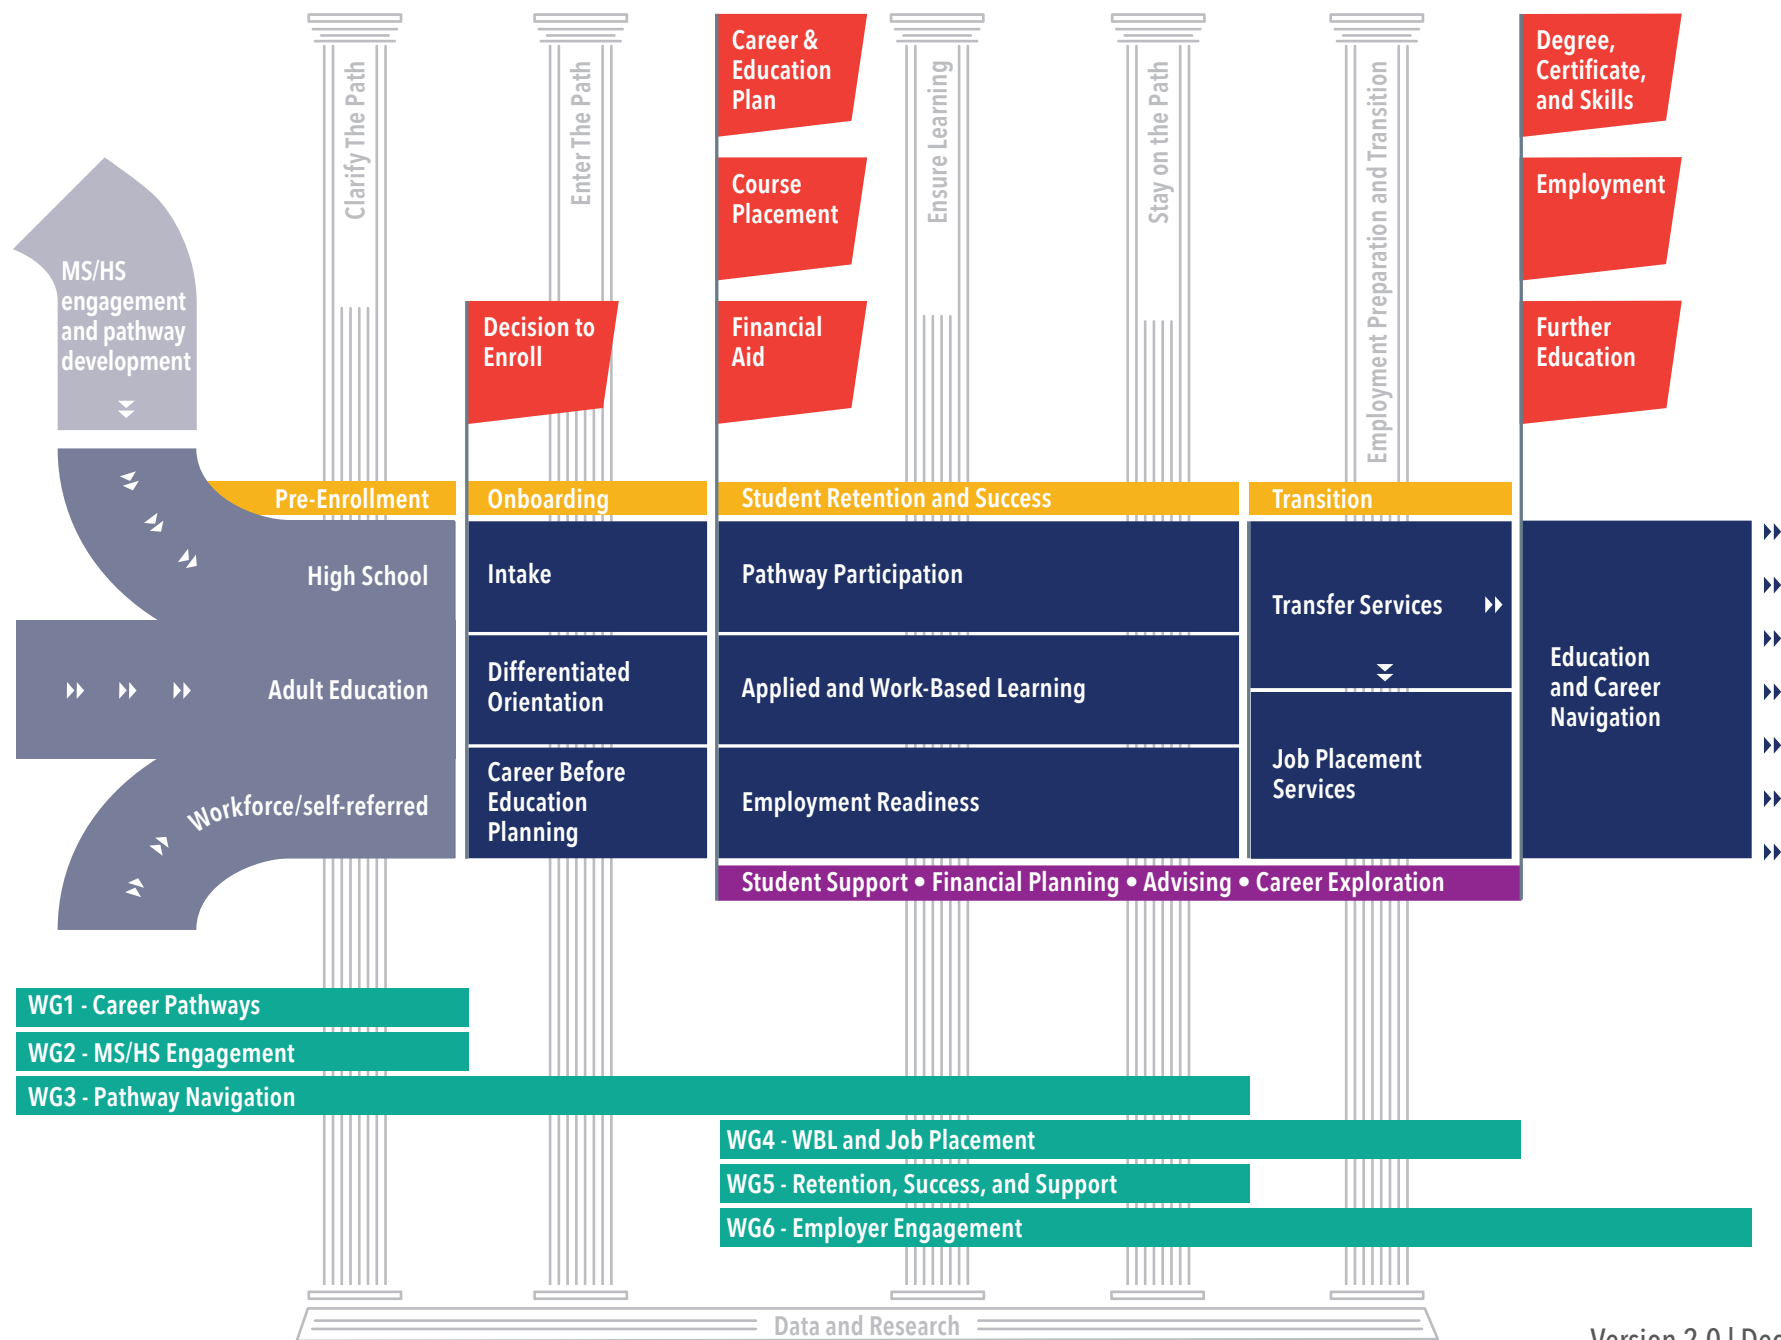 Clarify The Path
Enter The Path
Ensure Learning
Stay on the Path
Employment Preparation and Transition
Career &
Education
Plan
Course
Placement
Financial
Aid
Decision to
Enroll
Degree,
Certificate,
and Skills
Employment
Further
Education
MS/HS
engagement
and pathway
development
Pre-Enrollment
Onboarding
Student Retention and Success
Transition
High School
Adult Education
Workforce/self-referred
Intake
Differentiated
Orientation
Career Before
Education
Planning
Pathway Participation
Applied and Work-Based Learning
Employment Readiness
Transfer Services
Job Placement
Services
Education
and Career
Navigation
Student Support • Financial Planning • Advising • Career Exploration
WG1 - Career Pathways
WG2 - MS/HS Engagement
WG3 - Pathway Navigation
WG4 - WBL and Job Placement
WG5 - Retention, Success, and Support
WG6 - Employer Engagement
Data and Research
Version 2.0 |